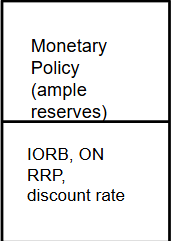 Monetary
Policy
(ample
reserves)
IORB, ON
RRP,
discount rate